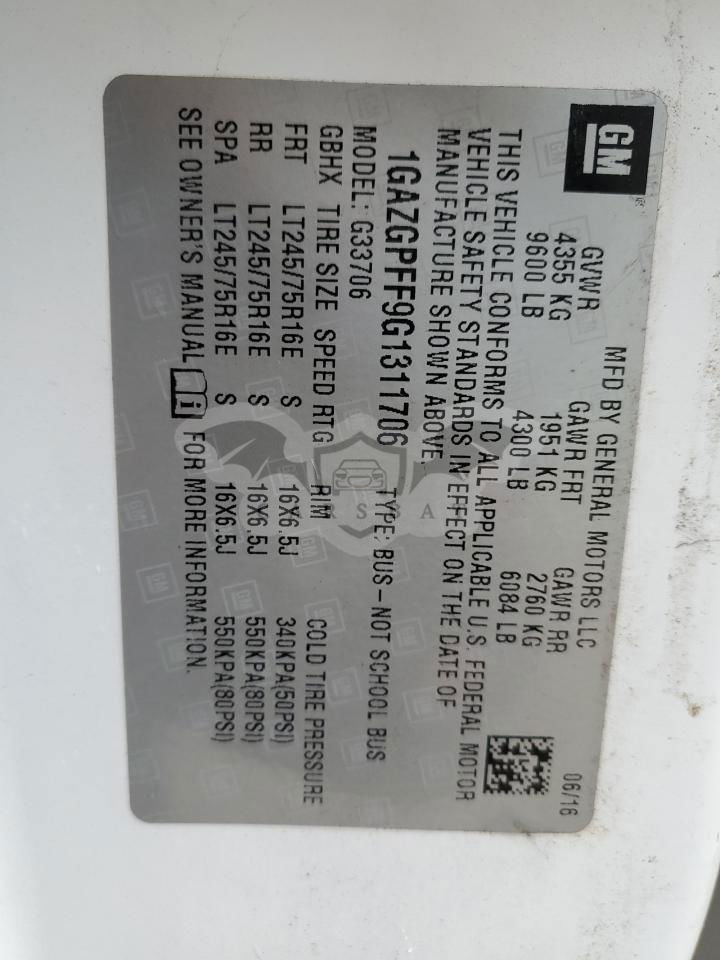 GM
MFD BY GENERAL MOTORS LLC
06/16
GVWR GAWR FRT GAWR RR
4355 KG 1951 KG 2760 KG
9600 LB 4300 LB 6084 LB
THIS VEHICLE CONFORMS TO ALL APPLICABLE U.S. FEDERAL MOTOR
VEHICLE SAFETY STANDARDS IN EFFECT ON THE DATE OF
MANUFACTURE SHOWN ABOVE.
1GAZGPFF9G1311706 TYPE: BUS-NOT SCHOOL BUS
MODEL: G33706
GBHX TIRE SIZE SPEED RTG RIM COLD TIRE PRESSURE
FRT LT245/75R16E S 16X6.5J 340KPA(50PSI)
RR LT245/75R16E S 16X6.5J 550KPA(80PSI)
SPA LT245/75R16E S 16X6.5J 550KPA(80PSI)
SEE OWNER'S MANUAL FOR MORE INFORMATION.